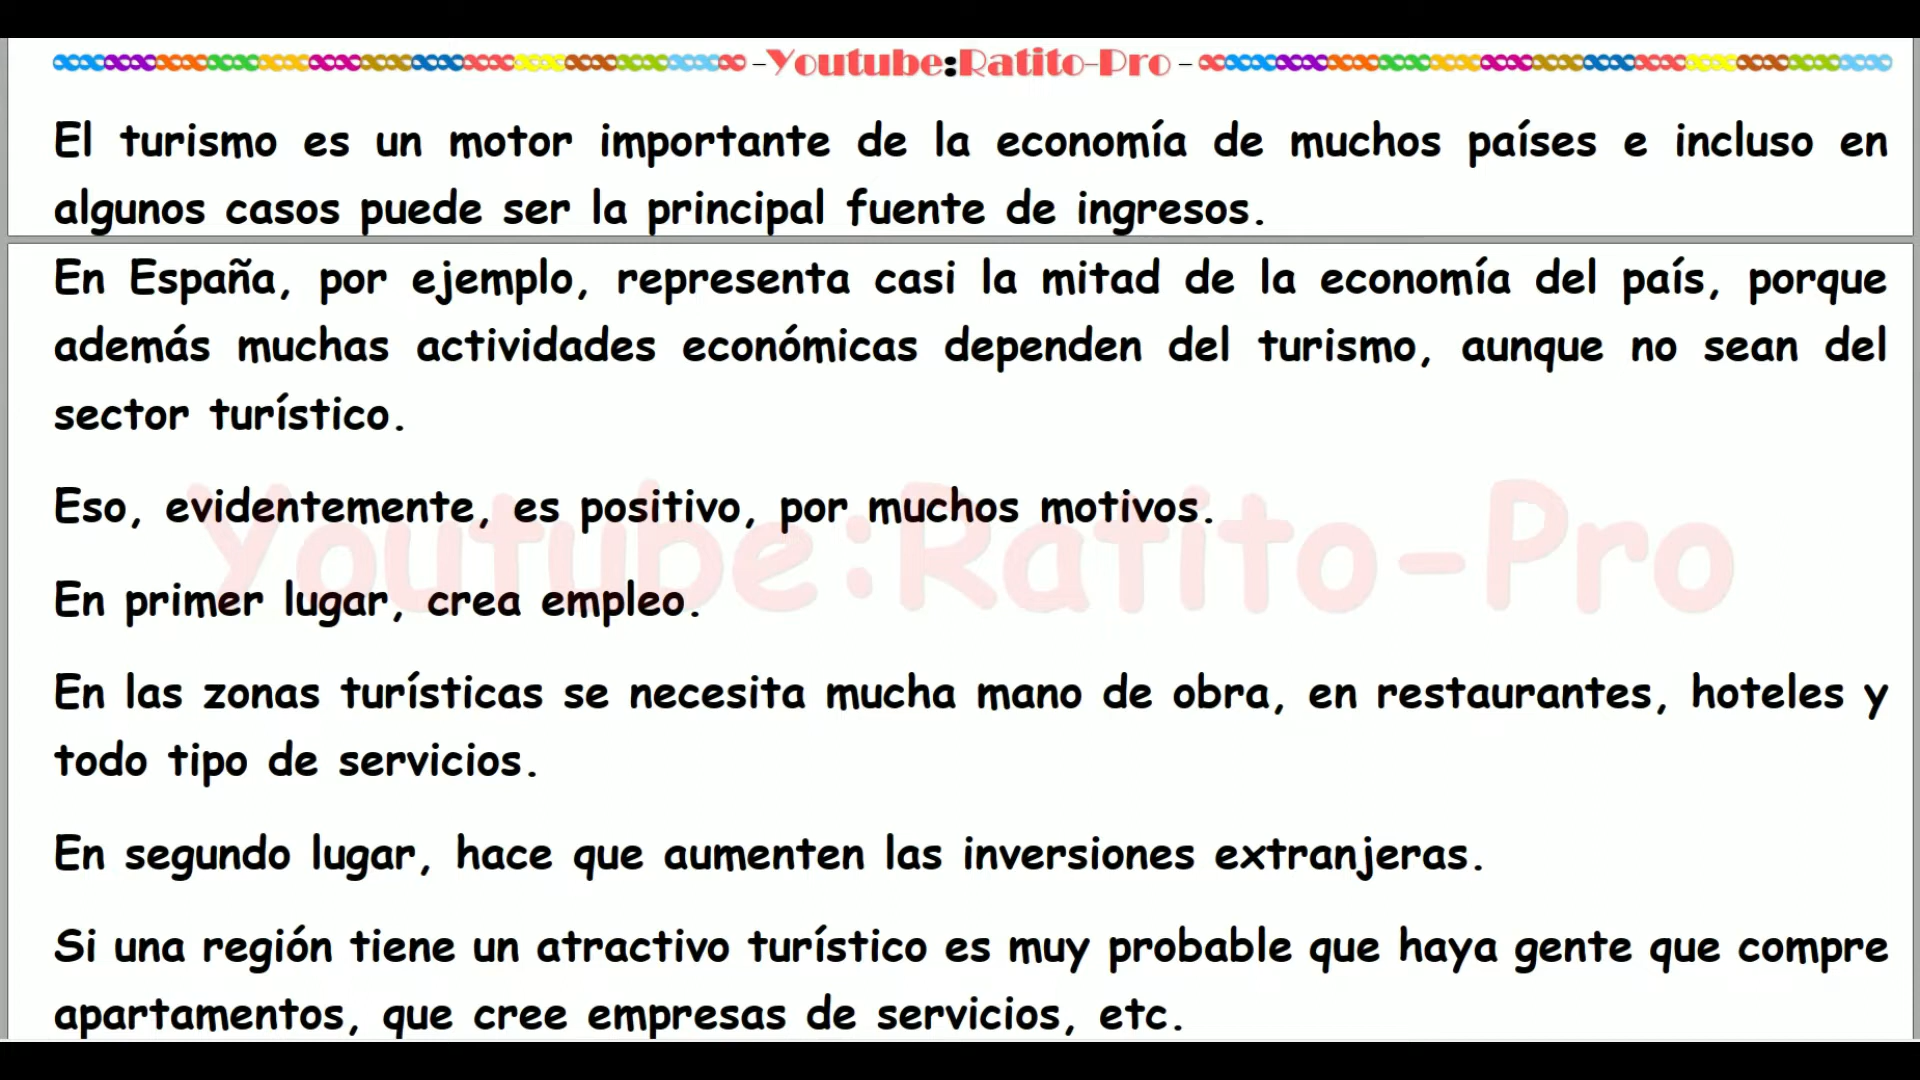 -Youtube:Ratito-Pro -
El turismo es un motor importante de la economía de muchos países e incluso en
algunos casos puede ser la principal fuente de ingresos.
En España, por ejemplo, representa casi la mitad de la economía del país, porque
además muchas actividades económicas dependen del turismo, aunque no sean del
sector turístico.
Eso, evidentemente, es positivo, por muchos motivos.
Youtube:Ratito-Pro
En primer lugar, crea empleo.
En las zonas turísticas se necesita mucha mano de obra, en restaurantes, hoteles y
todo tipo de servicios.
En segundo lugar, hace que aumenten las inversiones extranjeras.
Si una región tiene un atractivo turístico es muy probable que haya gente que compre
apartamentos, que cree empresas de servicios, etc.